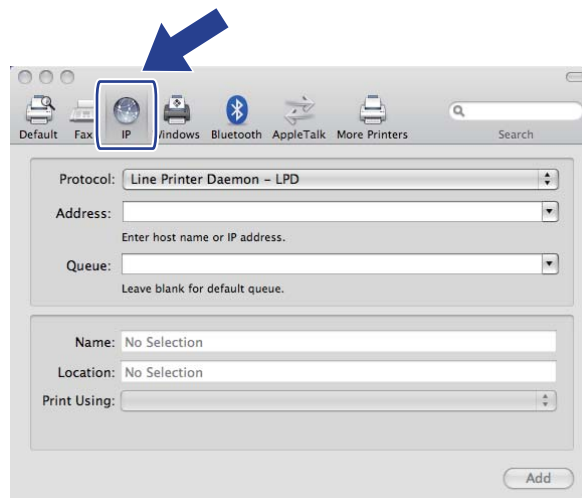 Default Fax IP Windows Bluetooth AppleTalk More Printers Search
Protocol: Line Printer Daemon – LPD
Address:
Enter host name or IP address.
Queue:
Leave blank for default queue.
Name: No Selection
Location: No Selection
Print Using:
Add